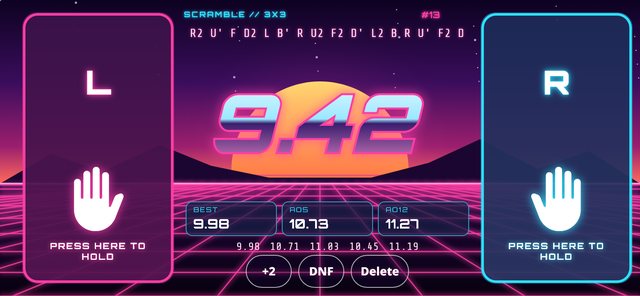 SCRAMBLE // 3X3
#13
R2 U' F D2 L B' R U2 F2 D' L2 B R U' F2 D
L
R
9.42
PRESS HERE TO
HOLD
PRESS HERE TO
HOLD
BEST
9.98
AO5
10.73
AO12
11.27
9.98 10.71 11.03 10.45 11.19
+2
DNF
Delete